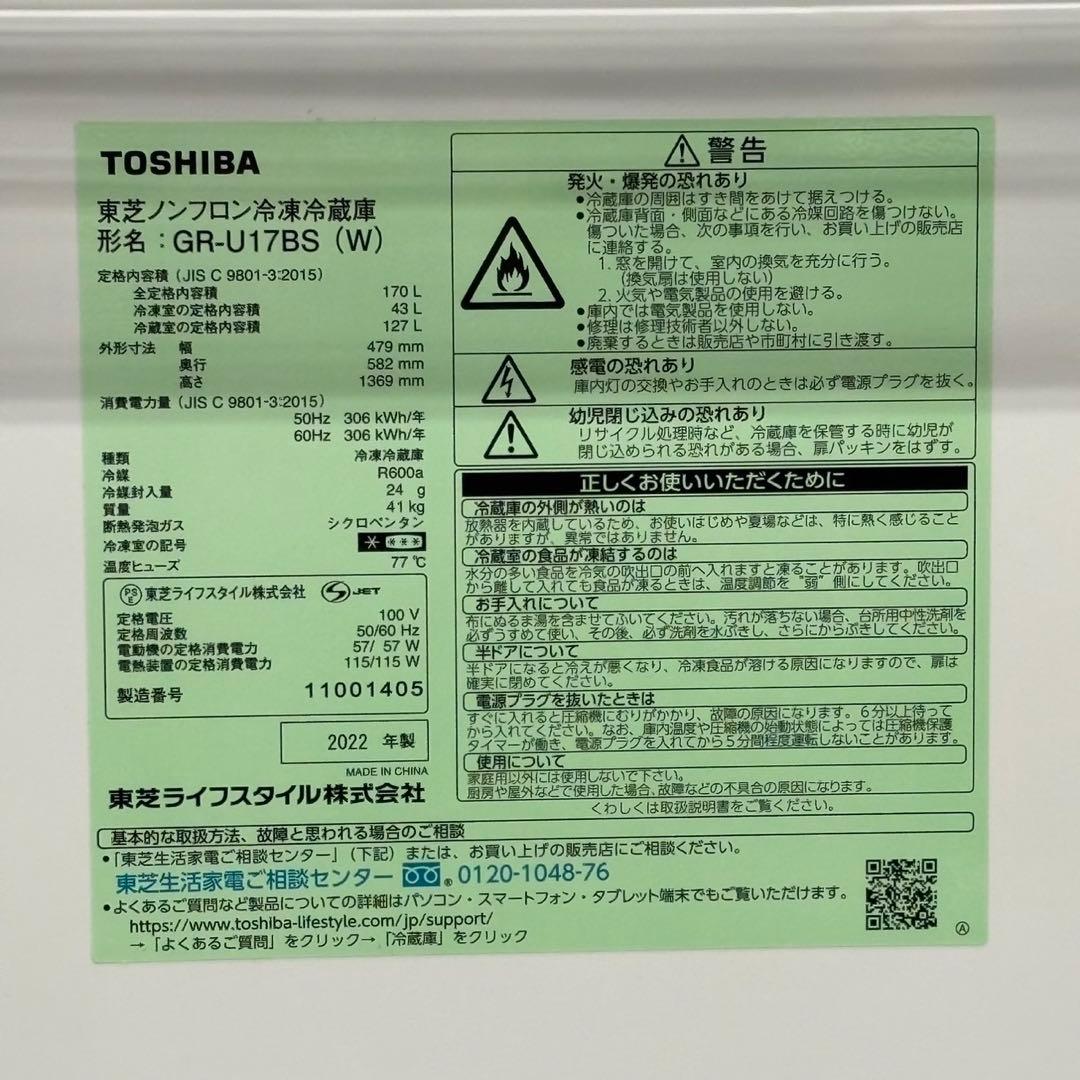 TOSHIBA
東芝ノンフロン冷凍冷蔵庫
形名：GR-U17BS（W）
定格内容積（JIS C 9801-3:2015）
全定格内容積 170 L
冷凍室の定格内容積 43 L
冷蔵室の定格内容積 127 L
外形寸法 幅 479 mm
奥行 582 mm
高さ 1369 mm
消費電力量（JIS C 9801-3:2015）
50Hz 306 kWh/年
60Hz 306 kWh/年
種類 冷凍冷蔵庫
冷媒 R600a
冷媒封入量 24 g
質量 41 kg
断熱発泡ガス シクロペンタン
冷凍室の記号
温度ヒューズ 77 ℃
PSE 東芝ライフスタイル株式会社 JET
定格電圧 100 V
定格周波数 50/60 Hz
電動機の定格消費電力 57/ 57 W
電熱装置の定格消費電力 115/115 W
製造番号 11001405
2022 年製
MADE IN CHINA
東芝ライフスタイル株式会社
警告
発火・爆発の恐れあり
●冷蔵庫の周囲はすき間をあけて据えつける。
●冷蔵庫背面・側面などにある冷媒回路を傷つけない。
傷ついた場合、次の事項を行い、お買い上げの販売店
に連絡する。
1. 窓を開けて、室内の換気を充分に行う。
（換気扇は使用しない）
2. 火気や電気製品の使用を避ける。
●庫内では電気製品を使用しない。
●修理は修理技術者以外しない。
●廃棄するときは販売店や市町村に引き渡す。
感電の恐れあり
庫内灯の交換やお手入れのときは必ず電源プラグを抜く。
幼児閉じ込みの恐れあり
リサイクル処理時など、冷蔵庫を保管する時に幼児が
閉じ込められる恐れがある場合、扉パッキンをはずす。
正しくお使いいただくために
冷蔵庫の外側が熱いのは
放熱器を内蔵しているため、お使いはじめや夏場などは、特に熱く感じること
がありますが、異常ではありません。
冷蔵室の食品が凍結するのは
水分の多い食品を冷気の吹出口の前へ入れますと凍ることがあります。吹出口
から離して入れても食品が凍るときは、温度調節を“弱”側にしてください。
お手入れについて
布にぬるま湯を含ませてふいてください。汚れが落ちない場合、台所用中性洗剤を
必ずうすめて使い、その後、必ず洗剤を水ぶきし、さらにからぶきしてください。
半ドアについて
半ドアになると冷えが悪くなり、冷凍食品が溶ける原因になりますので、扉は
確実に閉めてください。
電源プラグを抜いたときは
すぐに入れると圧縮機にむりがかかり、故障の原因になります。6分以上待って
から入れてください。なお、庫内温度や圧縮機の始動状態によっては圧縮機保護
タイマーが働き、電源プラグを入れてから5分間程度運転しないことがあります。
使用について
家庭用以外には使用しないで下さい。
厨房や屋外などで使用した場合、故障などの不具合の原因になります。
くわしくは取扱説明書をご覧ください。
基本的な取扱方法、故障と思われる場合のご相談
●「東芝生活家電ご相談センター」（下記）または、お買い上げの販売店にご相談ください。
東芝生活家電ご相談センター 0120-1048-76
●よくあるご質問など製品についての詳細はパソコン・スマートフォン・タブレット端末でもご覧いただけます。
https://www.toshiba-lifestyle.com/jp/support/
→「よくあるご質問」をクリック→「冷蔵庫」をクリック
Ⓐ